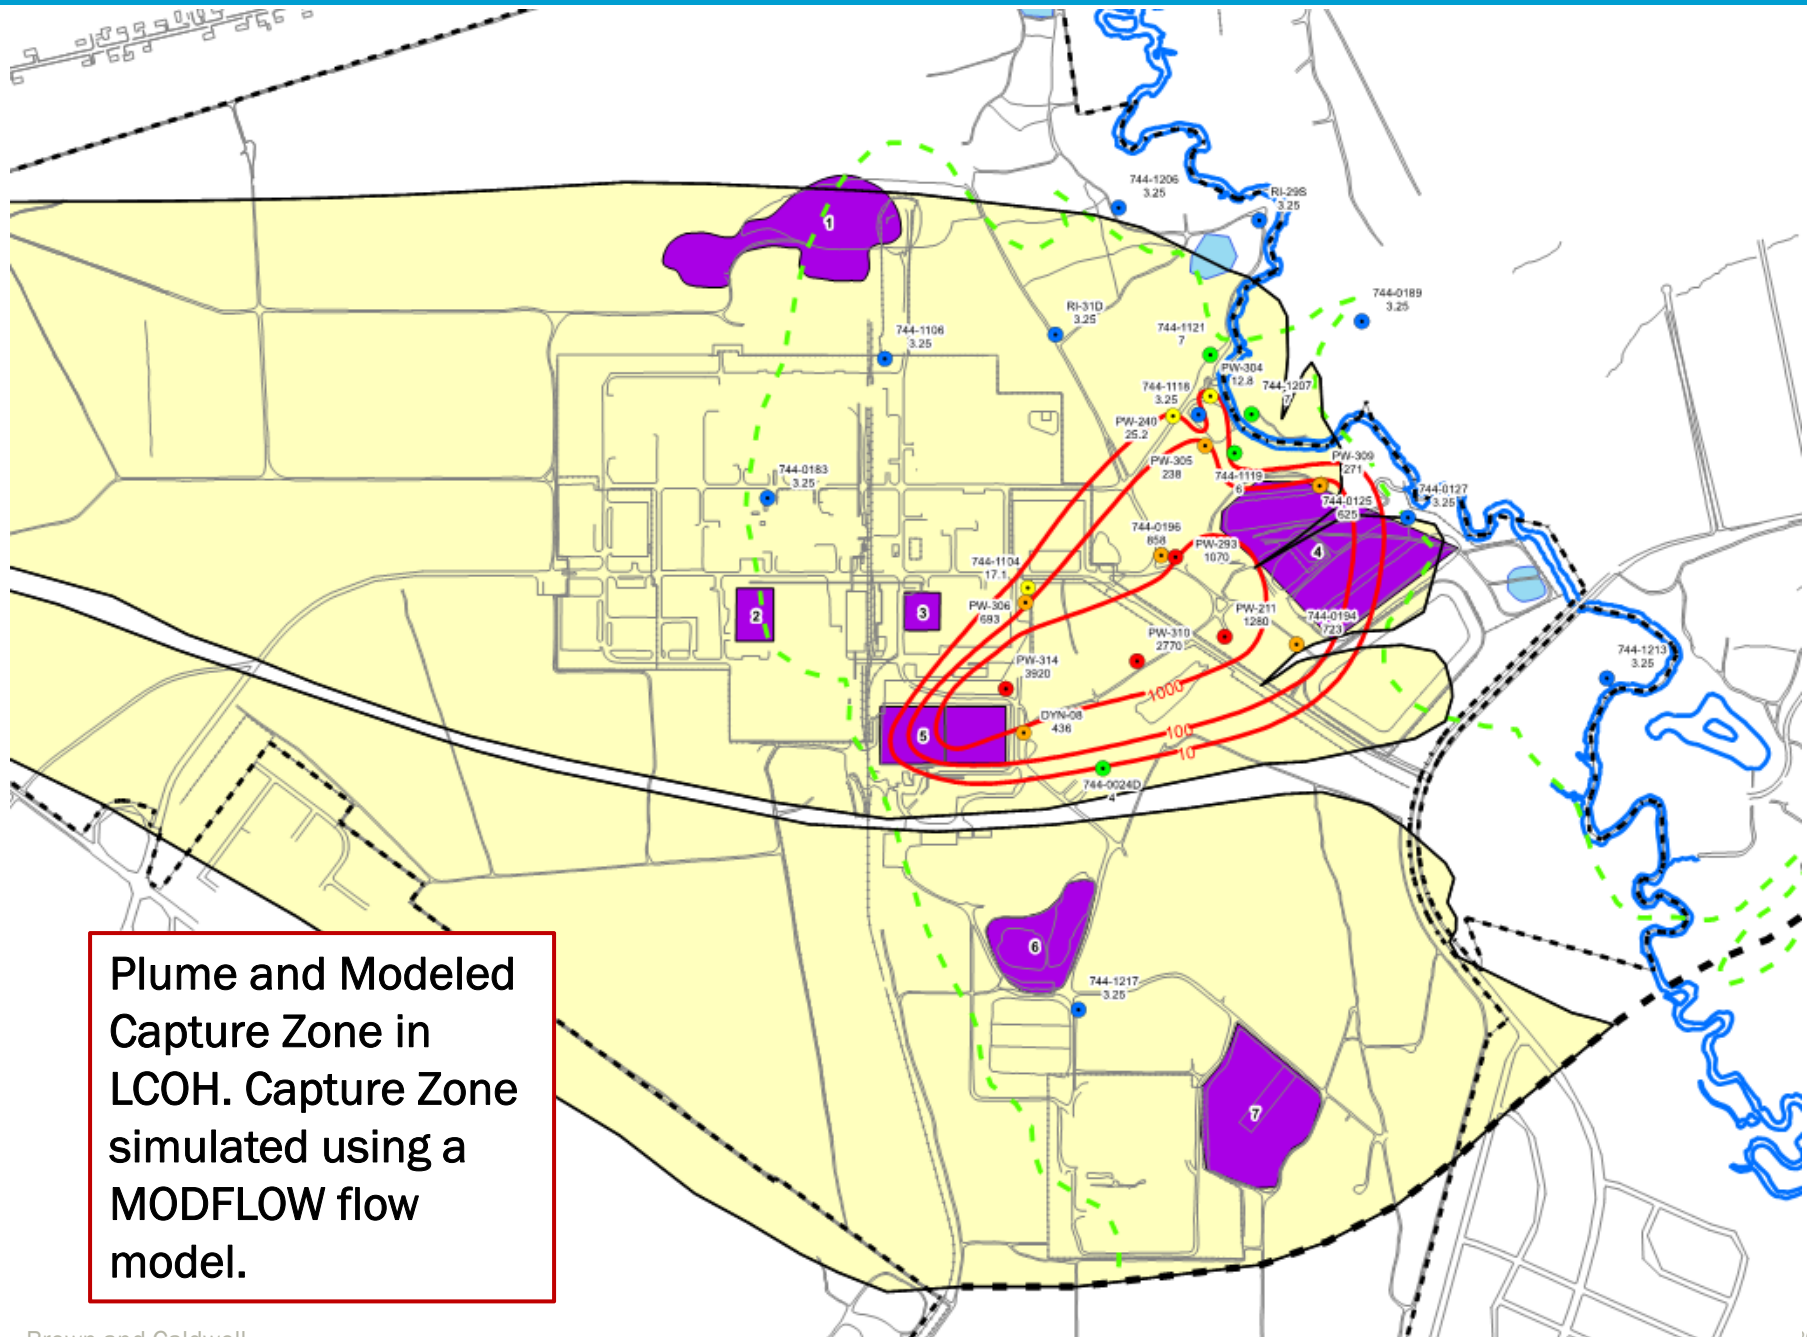 744-1206
3.25
RI-29S
3.25
1
744-0189
3.25
RI-31D
3.25
744-1106
3.25
744-1121
7
PW-304
12.8
744-1118
3.25
744-1207
7
PW-240
25.2
PW-305
238
PW-309
271
744-0183
3.25
744-1119
6
744-0127
3.25
744-0125
625
744-0196
858
PW-293
1070
4
744-1104
17.1
PW-306
693
2
3
PW-211
1280
744-0194
723
PW-310
2770
744-1213
3.25
PW-314
3920
1000
DYN-08
436
5
100
10
744-0024D
4
6
744-1217
3.25
7
Plume and Modeled
Capture Zone in
LCOH. Capture Zone
simulated using a
MODFLOW flow
model.
Brown and Caldwell